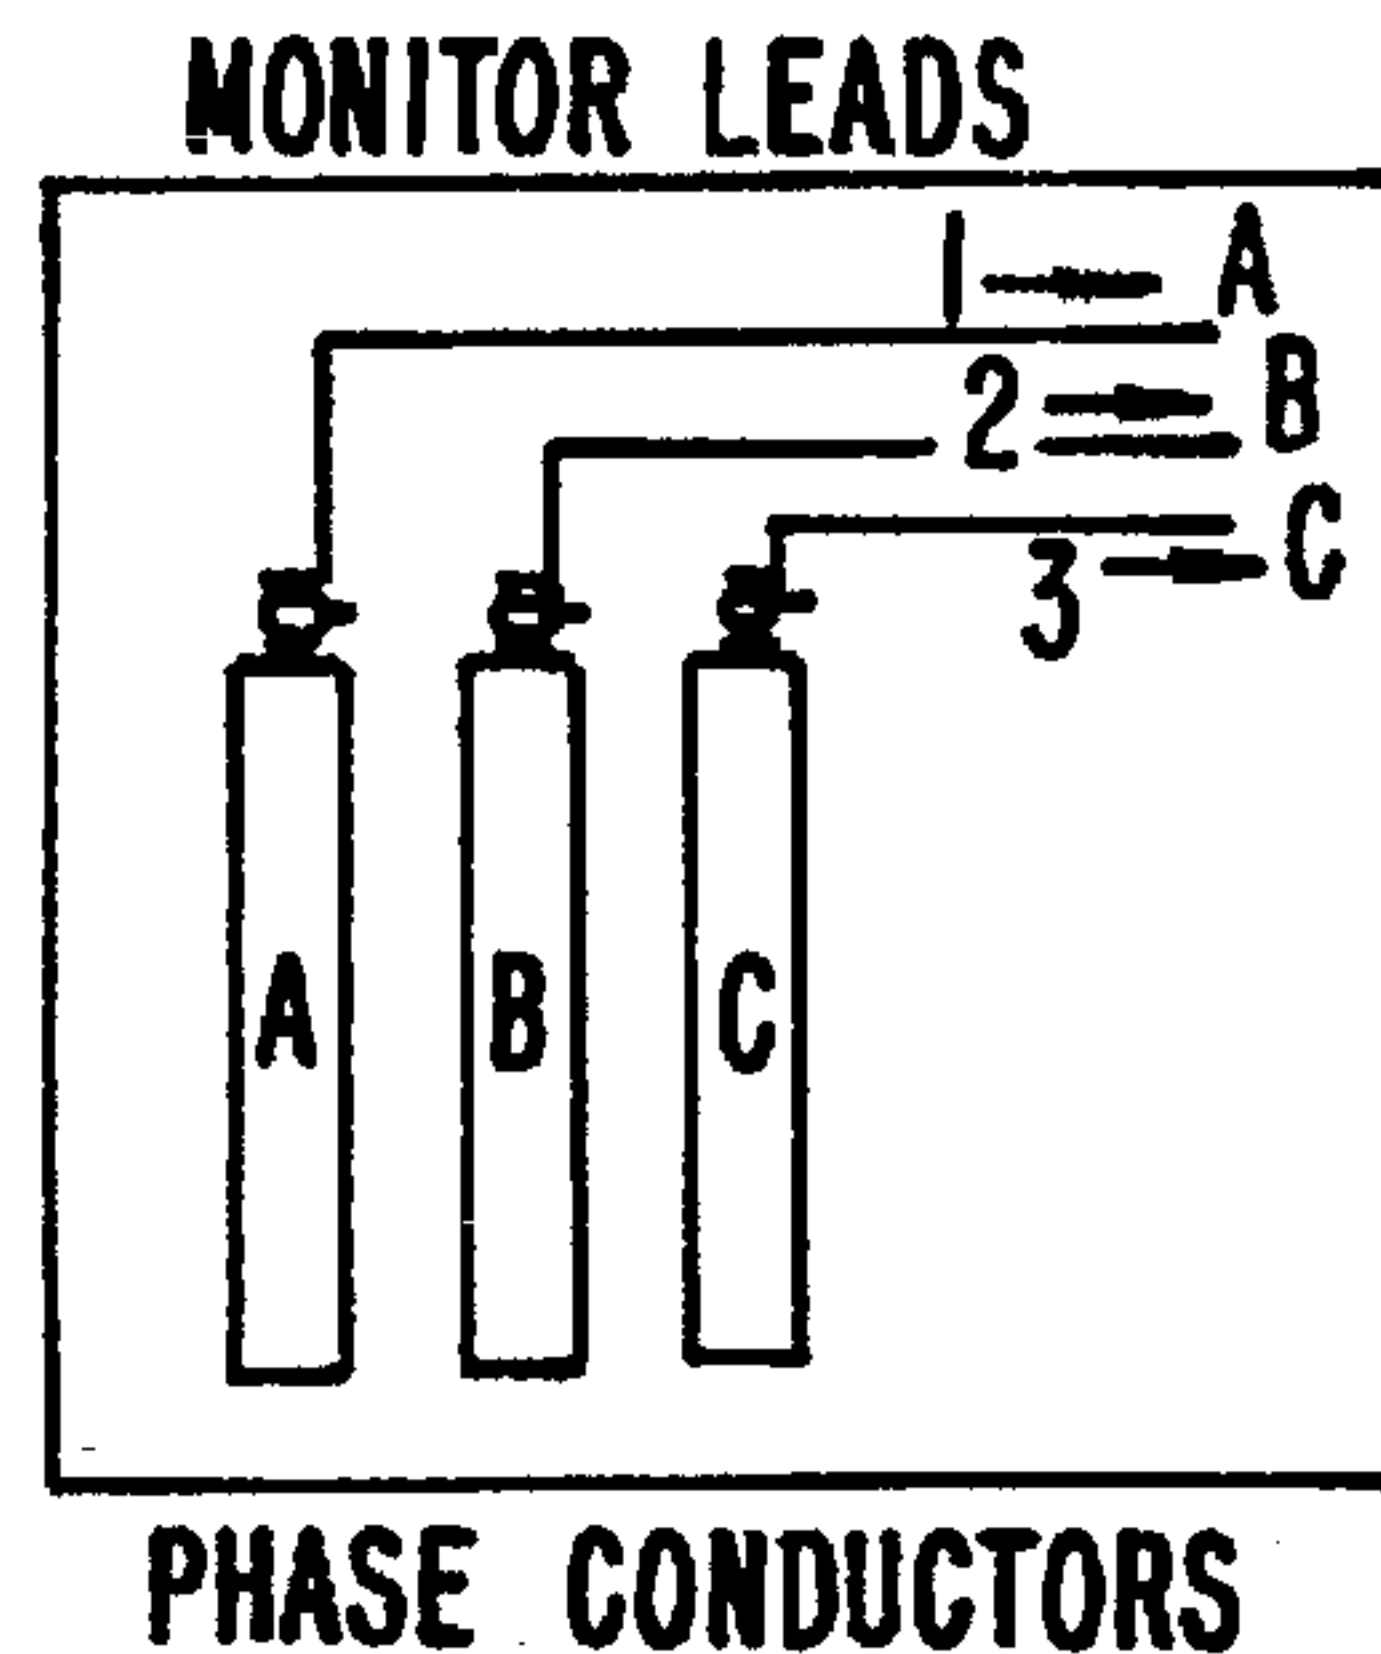 MONITOR LEADS
1 → A
2 → B
3 → C
A B C
PHASE CONDUCTORS